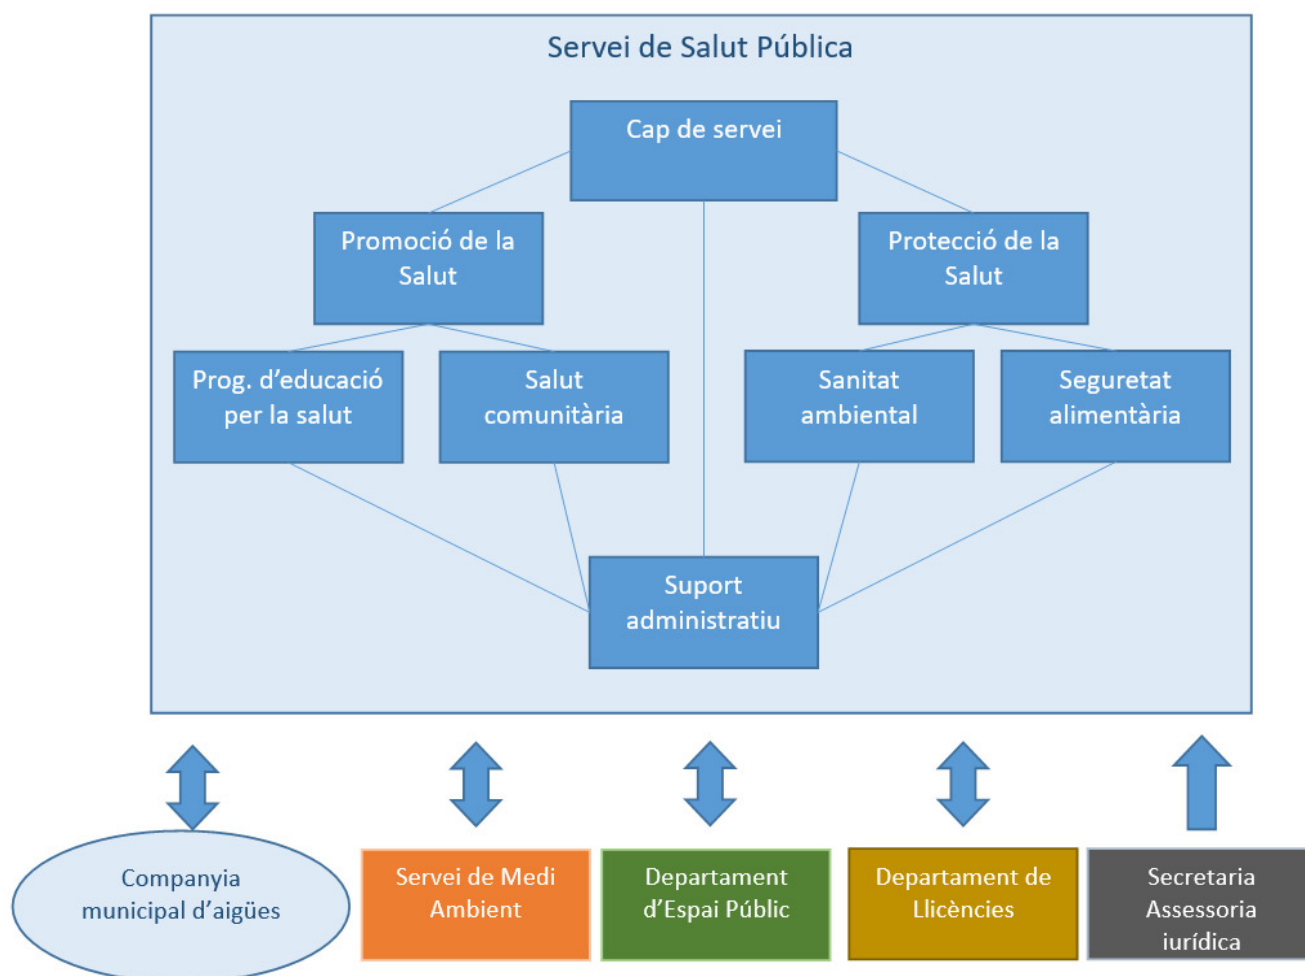 Servei de Salut Pública
Cap de servei
Promoció de la
Salut
Protecció de la
Salut
Prog. d'educació
per la salut
Salut
comunitària
Sanitat
ambiental
Seguretat
alimentària
Suport
administratiu
Companyia
municipal d'aigües
Servei de Medi
Ambient
Departament
d'Espai Públic
Departament de
Llicències
Secretaria
Assessoria
iurídica